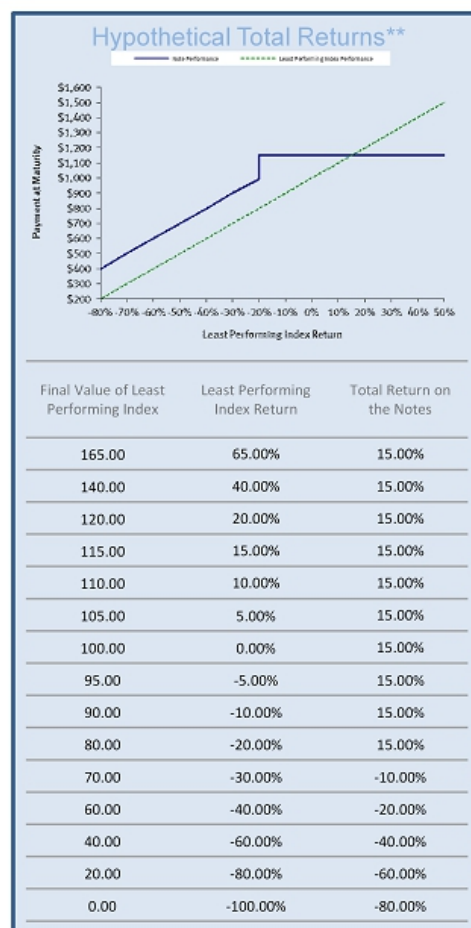 Hypothetical Total Returns**
Note Performance Least Performing Index Performance
$1,600
$1,500
$1,300
$1,200
$1,100
$1,000
$900
$800
$700
$600
$500
$400
$300
$200
Payment at Maturity
-80% -70% -60% -50% -40% -30% -20% -10% 0% 10% 20% 30% 40% 50%
Least Performing Index Return
Final Value of Least Performing Index
Least Performing Index Return
Total Return on the Notes
165.00 65.00% 15.00%
140.00 40.00% 15.00%
120.00 20.00% 15.00%
115.00 15.00% 15.00%
110.00 10.00% 15.00%
105.00 5.00% 15.00%
100.00 0.00% 15.00%
95.00 -5.00% 15.00%
90.00 -10.00% 15.00%
80.00 -20.00% 15.00%
70.00 -30.00% -10.00%
60.00 -40.00% -20.00%
40.00 -60.00% -40.00%
20.00 -80.00% -60.00%
0.00 -100.00% -80.00%